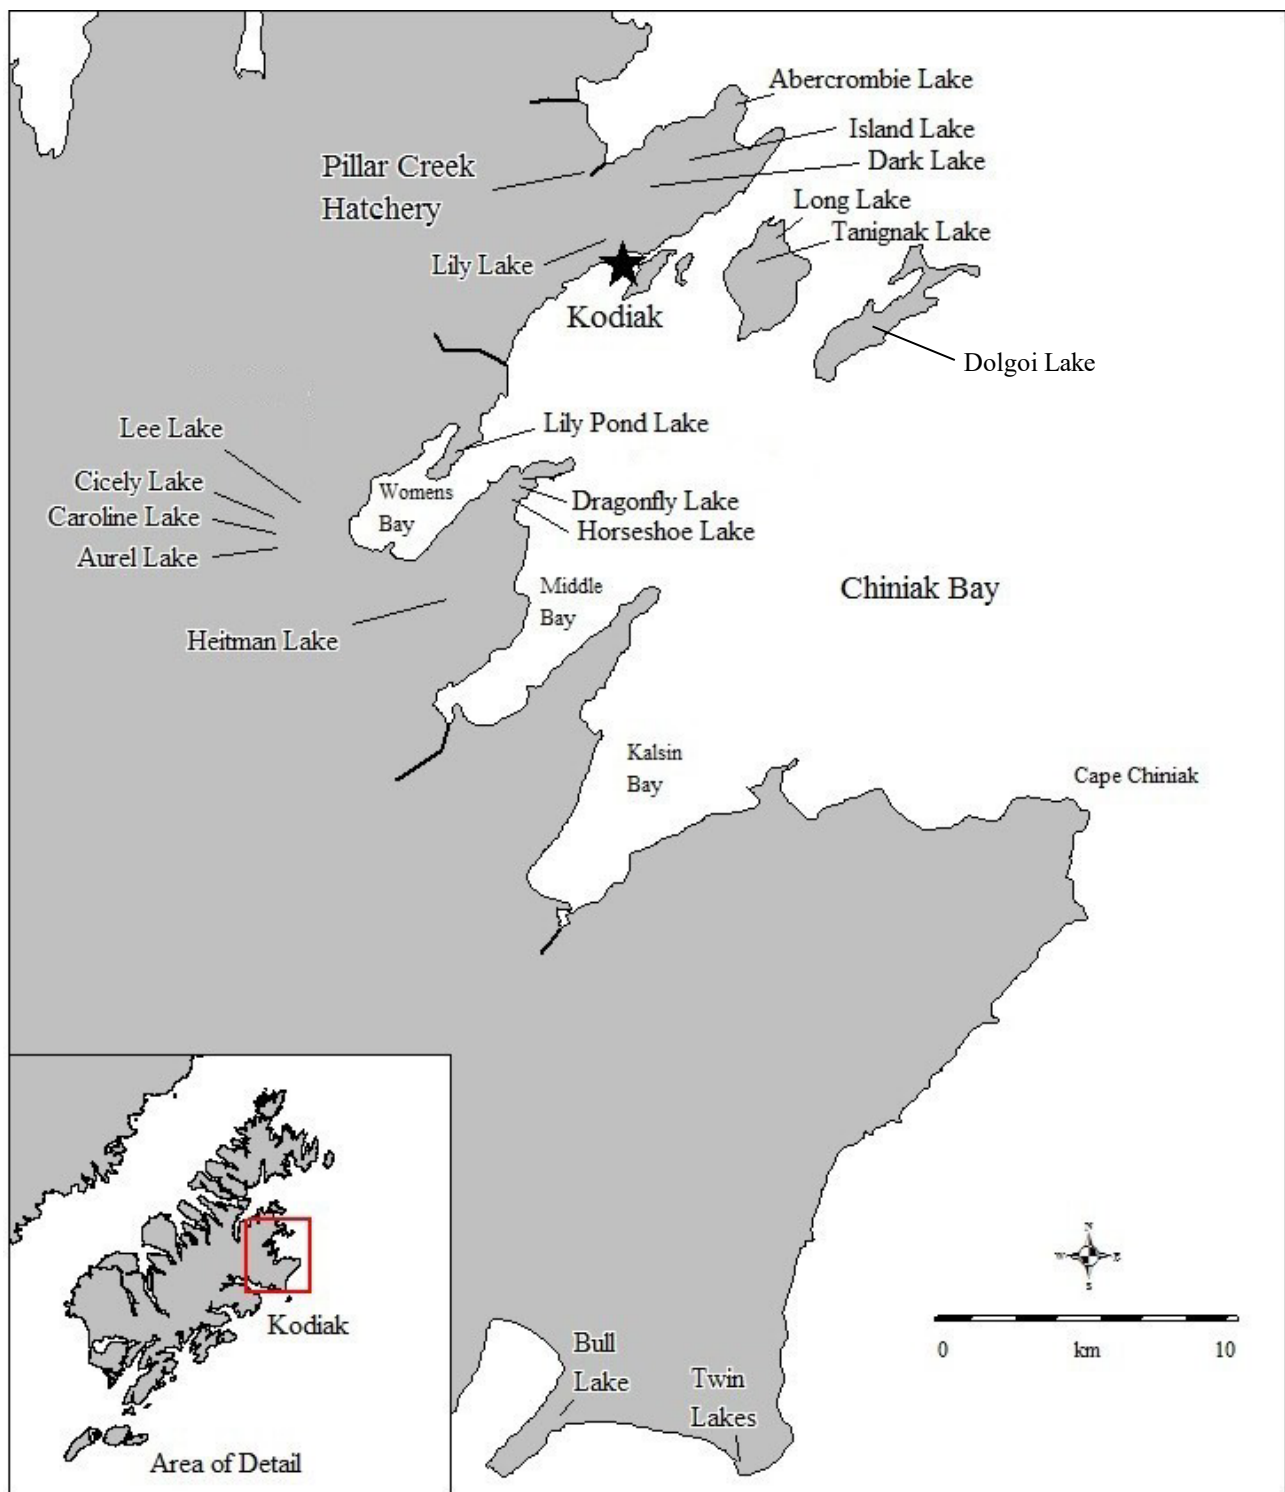 Abercrombie Lake
Island Lake
Dark Lake
Pillar Creek
Hatchery
Long Lake
Tanignak Lake
Lily Lake
Kodiak
Dolgoi Lake
Lee Lake
Lily Pond Lake
Cicely Lake
Womens
Bay
Dragonfly Lake
Caroline Lake
Horseshoe Lake
Aurel Lake
Middle
Bay
Chiniak Bay
Heitman Lake
Kalsin
Bay
Cape Chiniak
N
W E
S
Kodiak
0 km 10
Bull
Lake
Twin
Lakes
Area of Detail